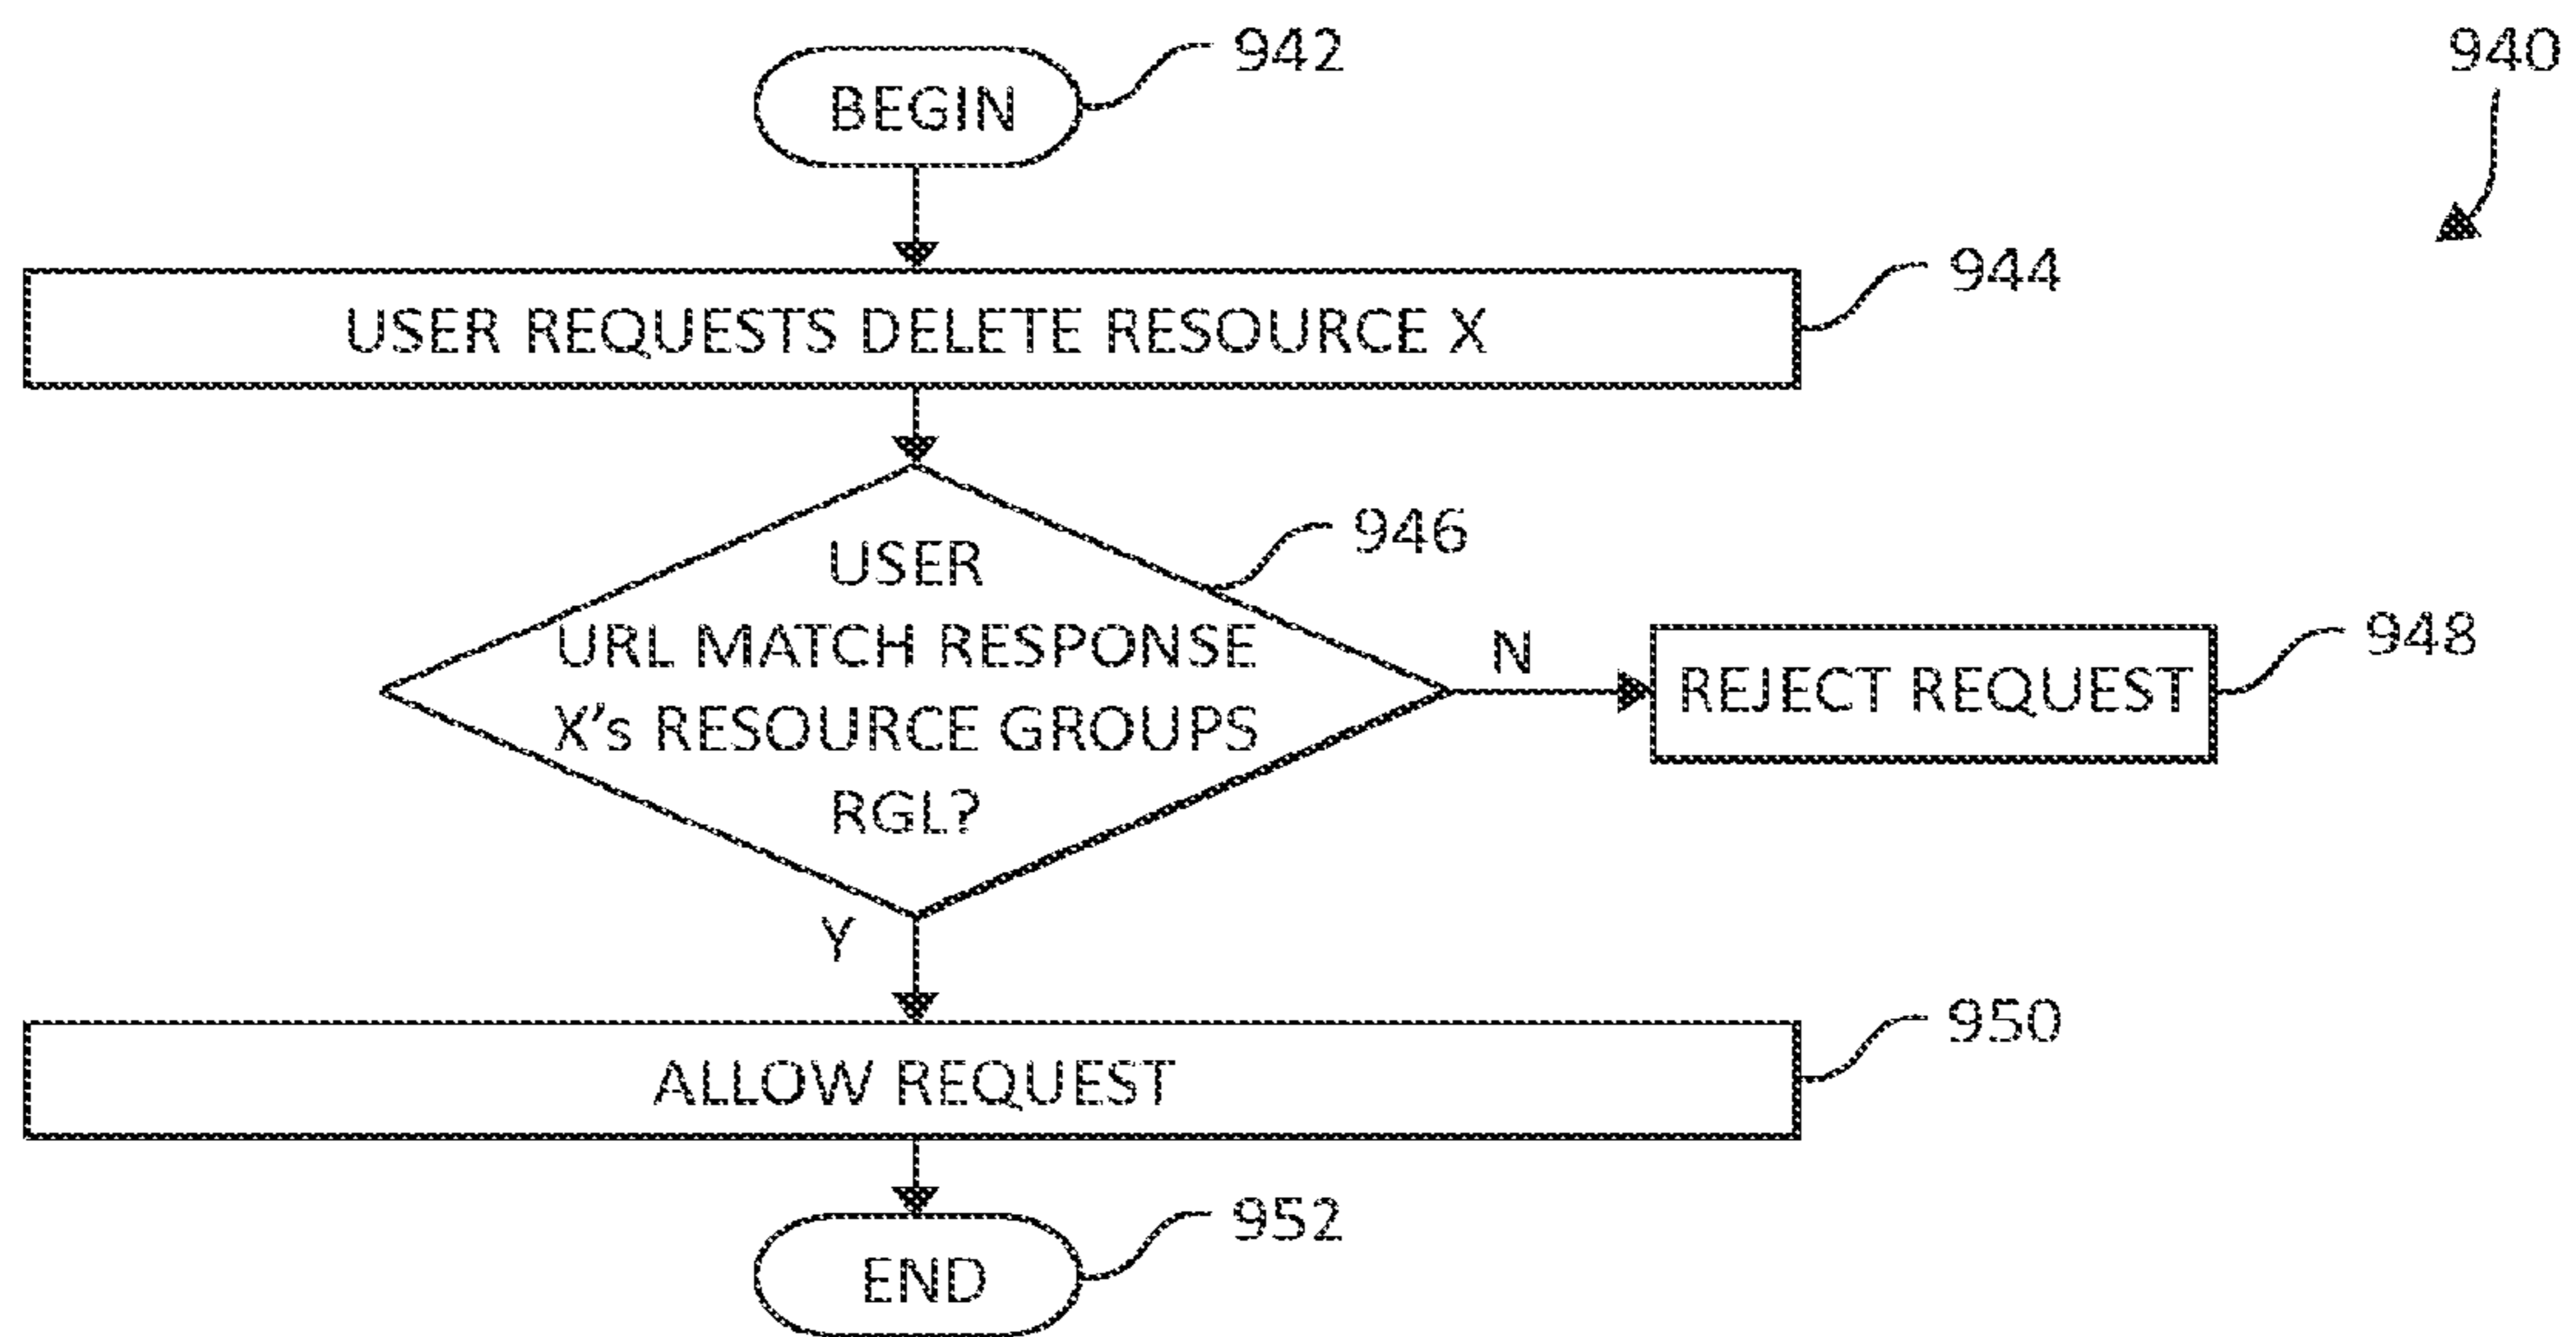 BEGIN
942
940
USER REQUESTS DELETE RESOURCE X
944
USER
URL MATCH RESPONSE
X's RESOURCE GROUPS
RGL?
946
N
REJECT REQUEST
948
Y
ALLOW REQUEST
950
END
952